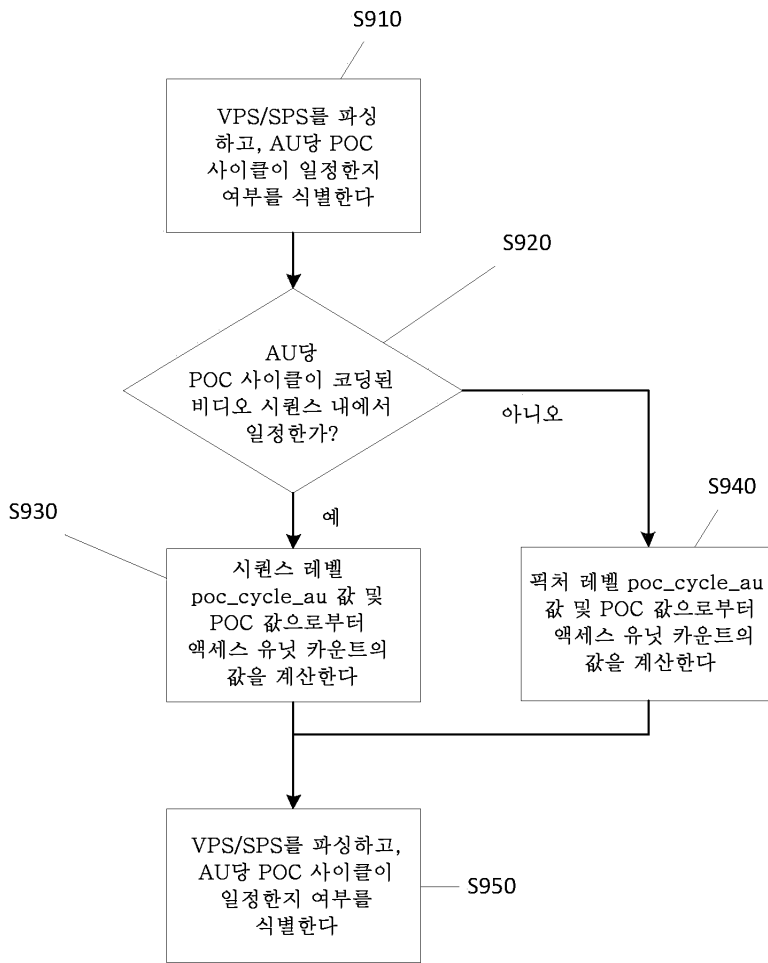 S910
VPS/SPS를 파싱
하고, AU당 POC
사이클이 일정한지
여부를 식별한다
S920
AU당
POC 사이클이 코딩된
비디오 시퀀스 내에서
일정한가?
아니오
예
S930
시퀀스 레벨
poc_cycle_au 값 및
POC 값으로부터
액세스 유닛 카운트의
값을 계산한다
S940
픽처 레벨 poc_cycle_au
값 및 POC 값으로부터
액세스 유닛 카운트의
값을 계산한다
VPS/SPS를 파싱하고,
AU당 POC 사이클이
일정한지 여부를
식별한다
S950